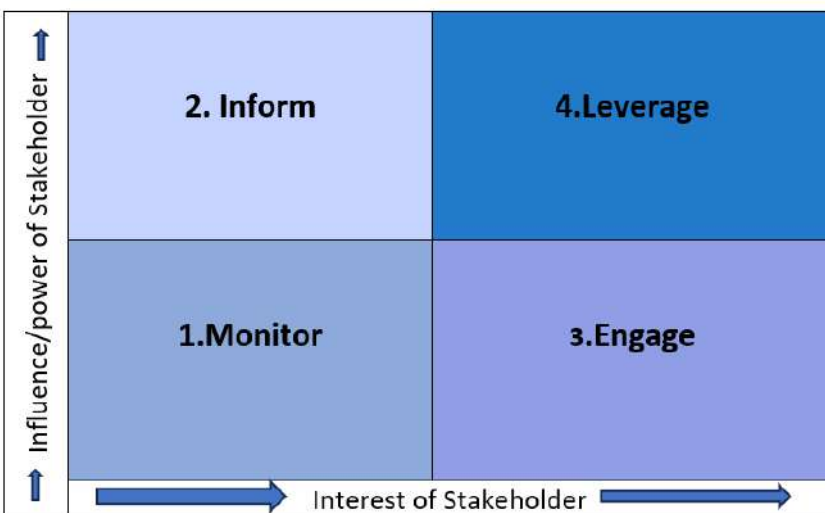 Influence/power of Stakeholder
2. Inform
4.Leverage
1.Monitor
3.Engage
Interest of Stakeholder